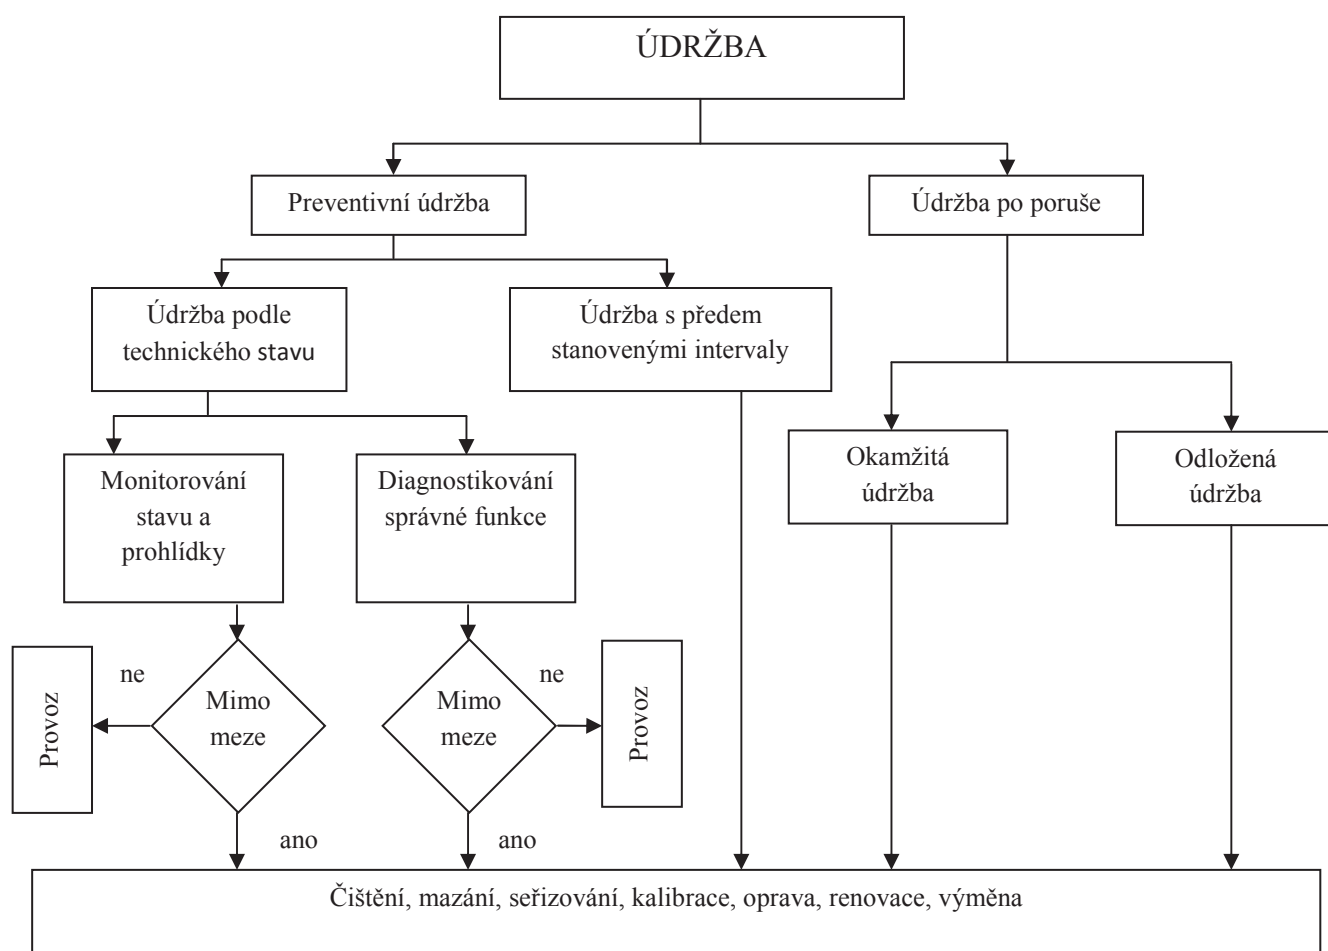 ÚDRŽBA
Preventivní údržba
Údržba po poruše
Údržba podle
technického stavu
Údržba s předem
stanovenými intervaly
Okamžitá
údržba
Odložená
údržba
Monitorování
stavu a
prohlídky
Diagnostikování
správné funkce
Provoz
ne
Mimo
meze
Mimo
meze
ne
Provoz
ano
ano
Čištění, mazání, seřizování, kalibrace, oprava, renovace, výměna